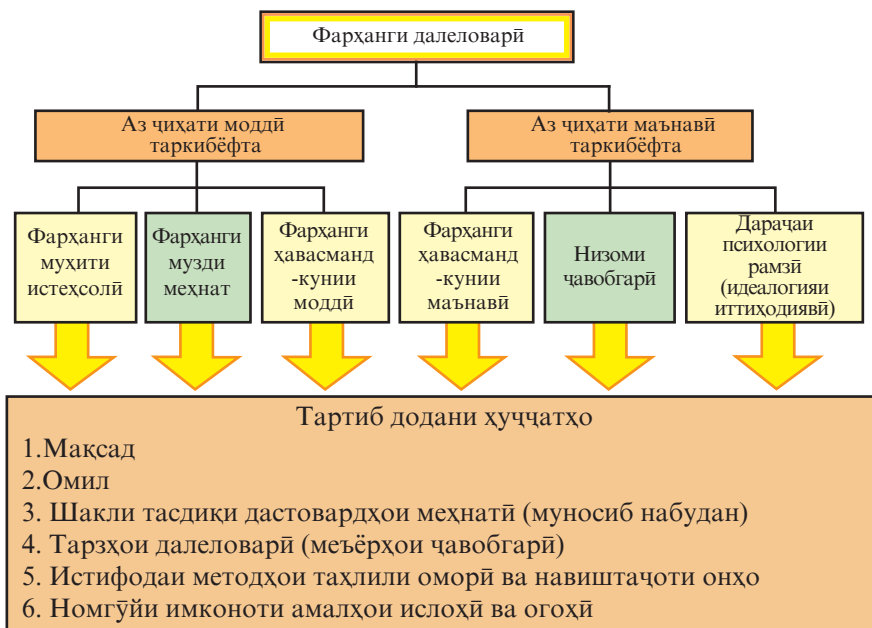 Фарҳанги далеловарӣ
Аз ҷиҳати моддӣ
таркибёфта
Аз ҷиҳати маънавӣ
таркибёфта
Фарҳанги
муҳити
истеҳсолӣ
Фарҳанги
музди
меҳнат
Фарҳанги
ҳавасманд
-кунии
моддӣ
Фарҳанги
ҳавасманд
-кунии
маънавӣ
Низоми
ҷавобгарӣ
Дараҷаи
психологии
рамзӣ
(идеалогияи
иттиҳодиявӣ)
Тартиб додани ҳуҷҷатҳо
1.Мақсад
2.Омил
3. Шакли тасдиқи дастовардҳои меҳнатӣ (муносиб набудан)
4. Тарзҳои далеловарӣ (меъёрҳои ҷавобгарӣ)
5. Истифодаи методҳои таҳлили оморӣ ва навиштаҷоти онҳо
6. Номгӯйи имконоти амалҳои ислоҳӣ ва огоҳӣ